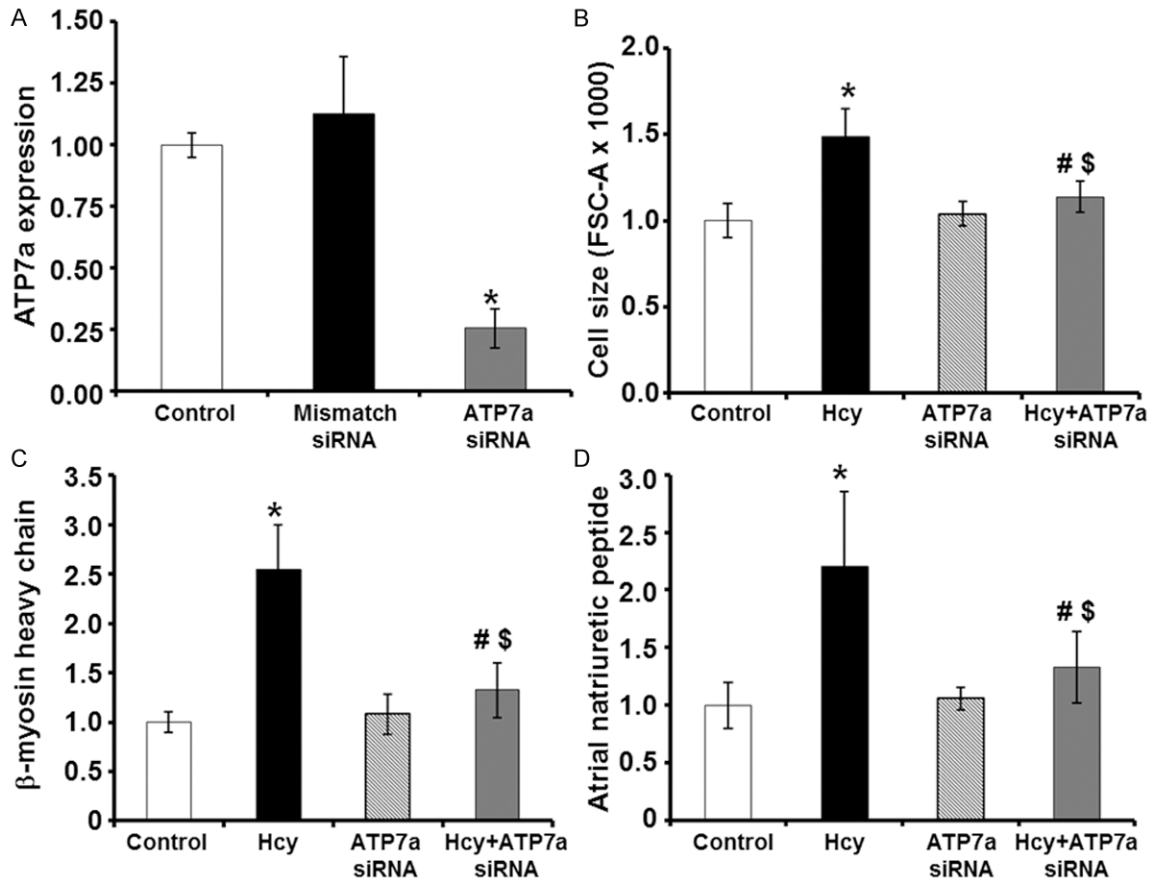 A
ATP7a expression
1.50
1.25
1.00
0.75
0.50
0.25
0.00
*
Control
Mismatch
siRNA
ATP7a
siRNA
B
Cell size (FSC-A x 1000)
2.0
1.5
1.0
0.5
0.0
*
# $
Control
Hcy
ATP7a
siRNA
Hcy+ATP7a
siRNA
C
β-myosin heavy chain
3.5
3.0
2.5
2.0
1.5
1.0
0.5
0
*
# $
Control
Hcy
ATP7a
siRNA
Hcy+ATP7a
siRNA
D
Atrial natriuretic peptide
3.0
2.5
2.0
1.5
1.0
0.5
0
*
# $
Control
Hcy
ATP7a
siRNA
Hcy+ATP7a
siRNA